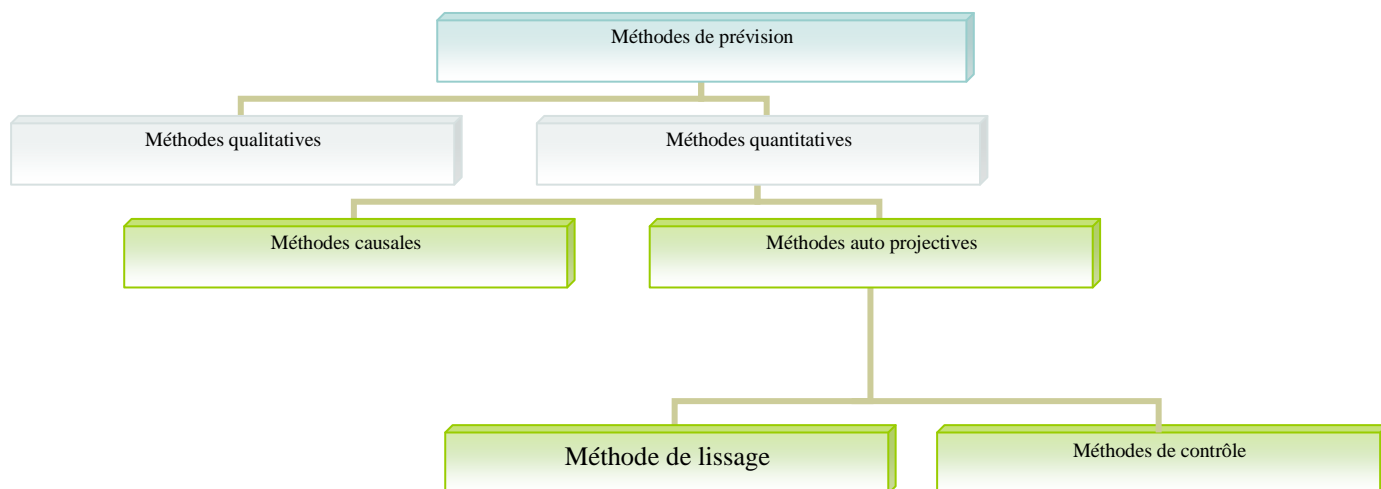 Méthodes de prévision
Méthodes qualitatives
Méthodes quantitatives
Méthodes causales
Méthodes auto projectives
Méthode de lissage
Méthodes de contrôle